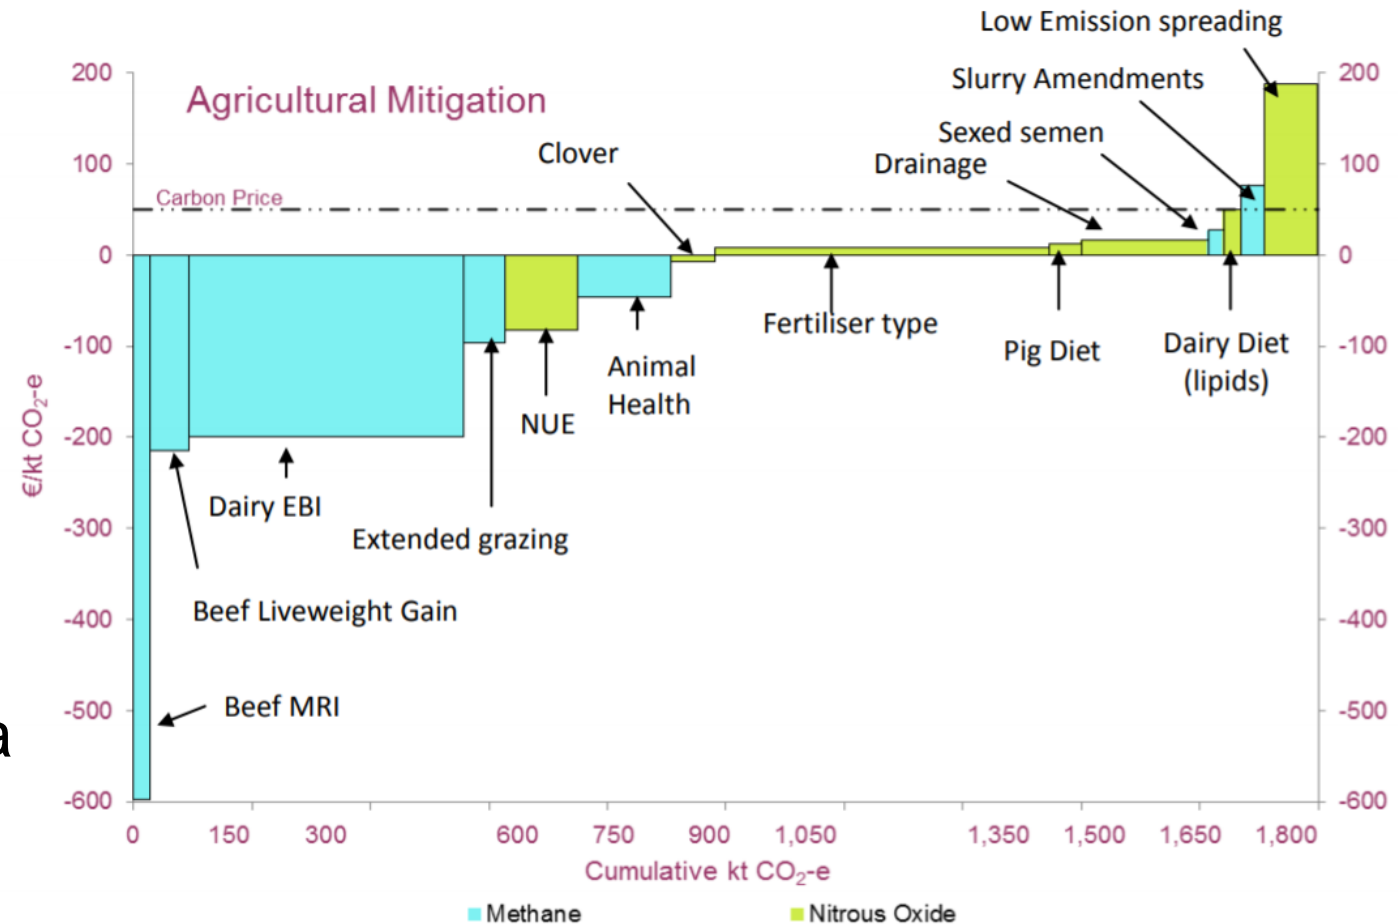 Low Emission spreading
200
Agricultural Mitigation
Slurry Amendments
200
Sexed semen
Clover
Drainage
100
100
Carbon Price
0
0
Fertiliser type
-100
Pig Diet
Dairy Diet
(lipids)
-100
Animal
Health
NUE
-200
-200
€/kt CO₂-e
Dairy EBI
Extended grazing
-300
-300
Beef Liveweight Gain
-400
-400
Beef MRI
-500
-500
a
-600
-600
0 150 300 600 750 900 1,050 1,350 1,500 1,650 1,800
Cumulative kt CO₂-e
Methane Nitrous Oxide